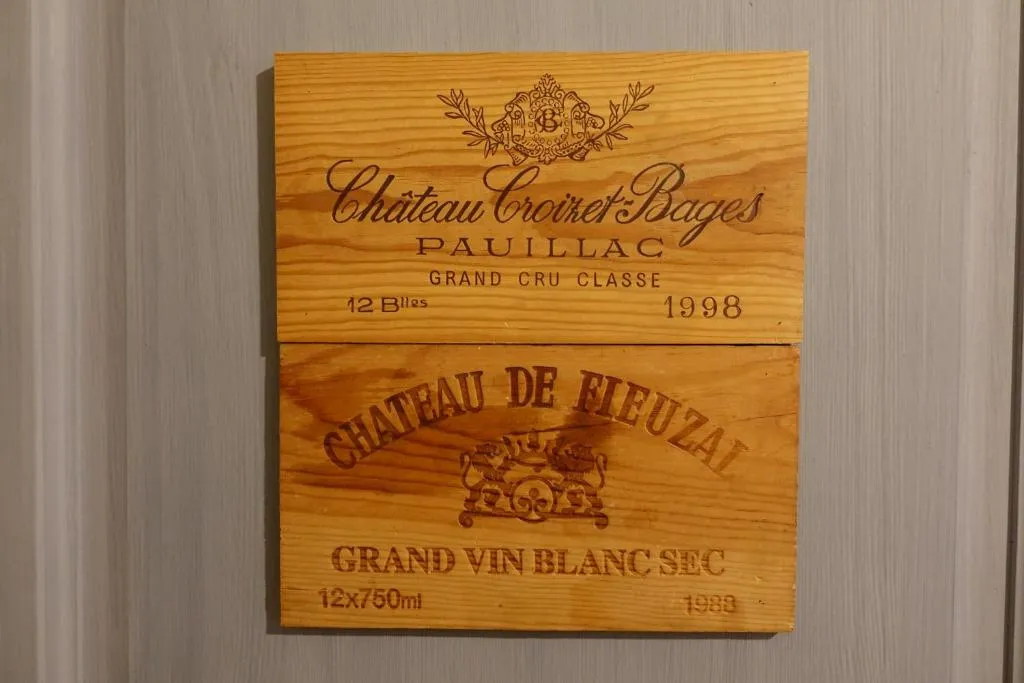 CB
Château Croizet-Bages
PAUILLAC
GRAND CRU CLASSE
12 Blles 1998
CHATEAU DE FIEUZAL
GRAND VIN BLANC SEC
12x750ml 1988